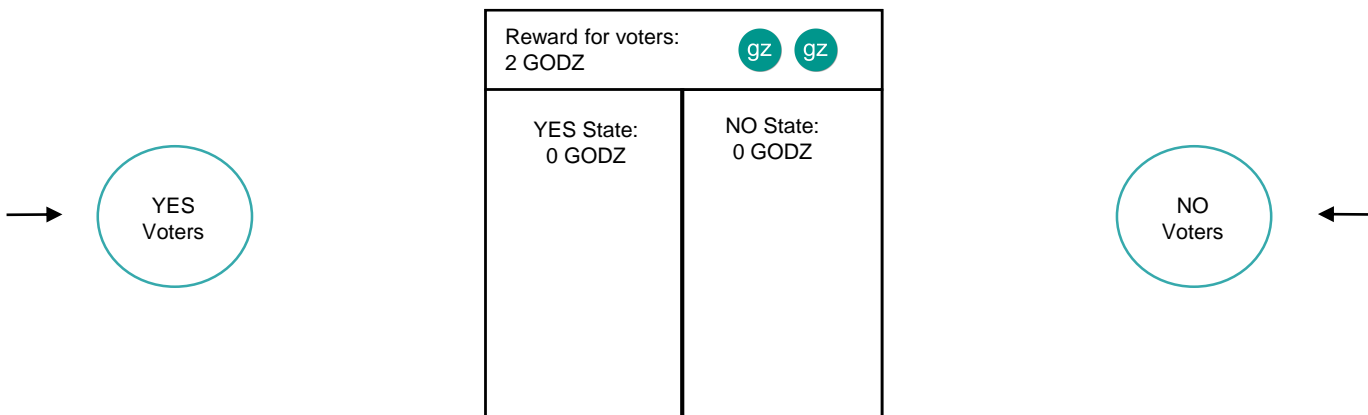 Reward for voters:
2 GODZ
gz gz
YES State:
0 GODZ
NO State:
0 GODZ
YES
Voters
NO
Voters